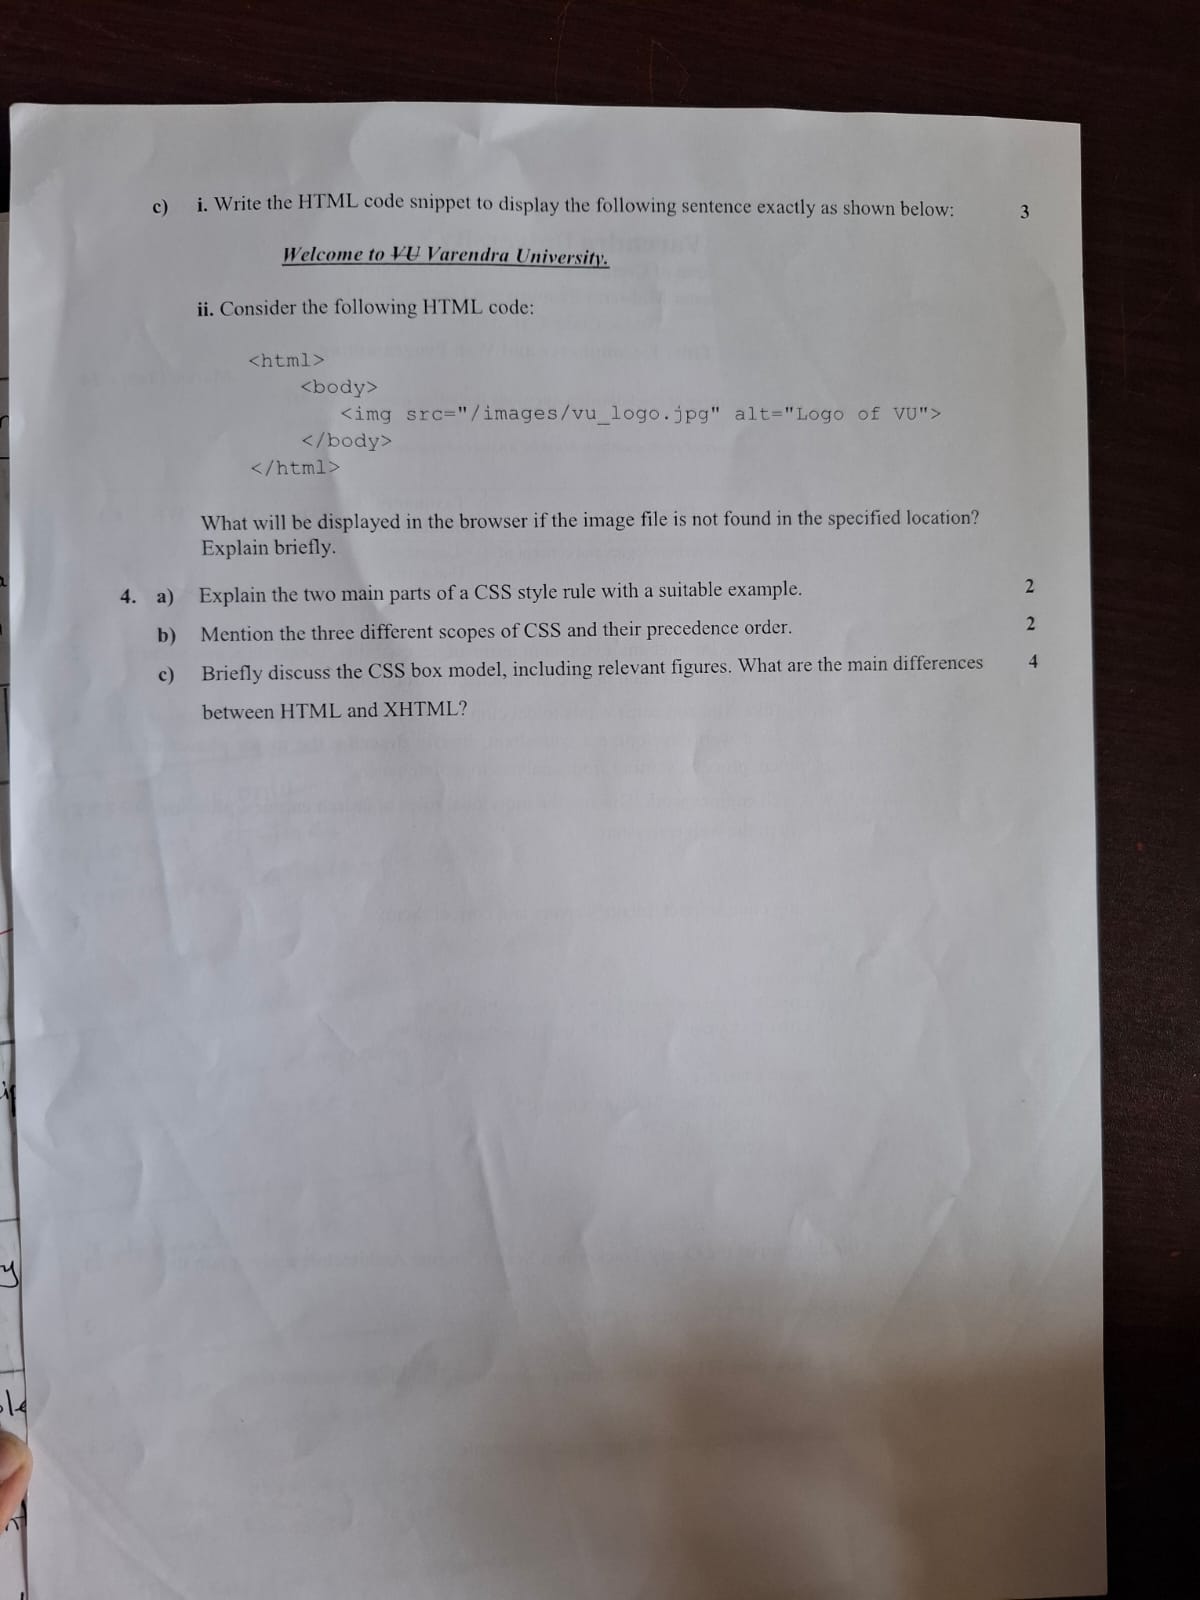 c) i. Write the HTML code snippet to display the following sentence exactly as shown below: 3
Welcome to VU Varendra University.
ii. Consider the following HTML code:
<html>
<body>
<img src="/images/vu_logo.jpg" alt="Logo of VU">
</body>
</html>
What will be displayed in the browser if the image file is not found in the specified location?
Explain briefly.
4. a) Explain the two main parts of a CSS style rule with a suitable example. 2
b) Mention the three different scopes of CSS and their precedence order. 2
c) Briefly discuss the CSS box model, including relevant figures. What are the main differences 4
between HTML and XHTML?